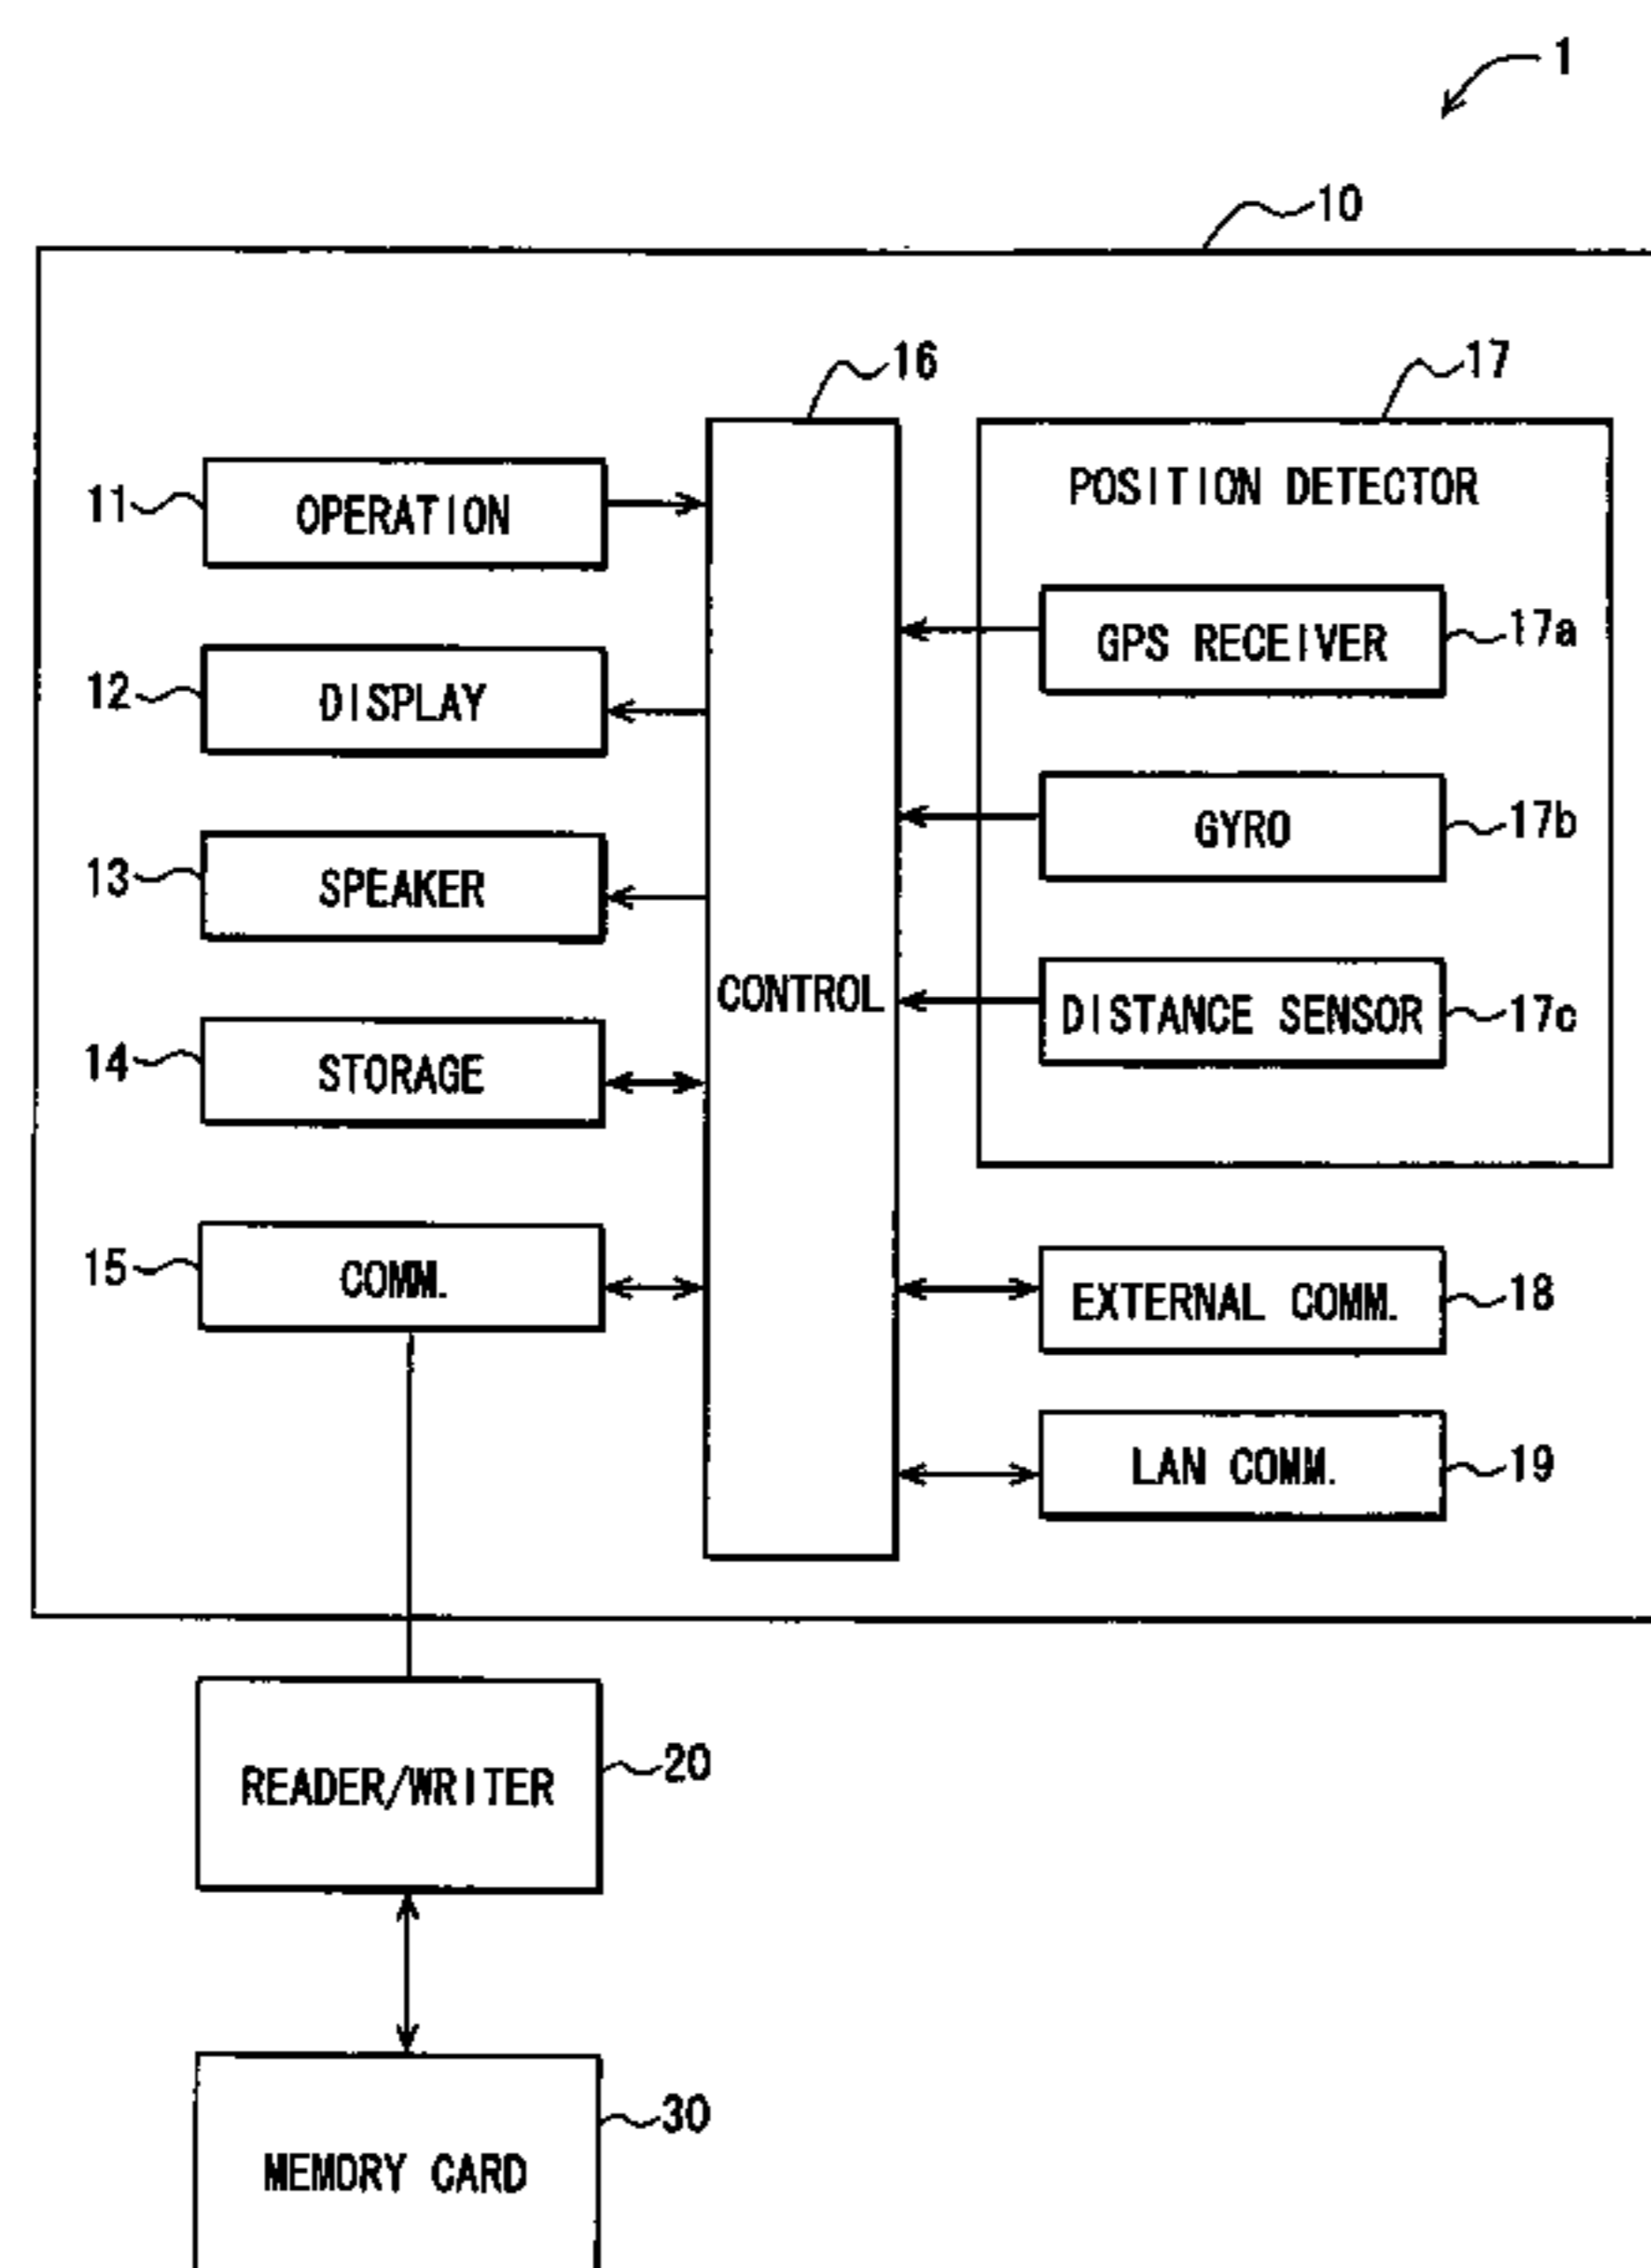 1
10
16
17
POSITION DETECTOR
11
OPERATION
GPS RECEIVER
17a
12
DISPLAY
GYRO
17b
13
SPEAKER
CONTROL
DISTANCE SENSOR
17c
14
STORAGE
15
COMM.
EXTERNAL COMM.
18
LAN COMM.
19
READER/WRITER
20
MEMORY CARD
30